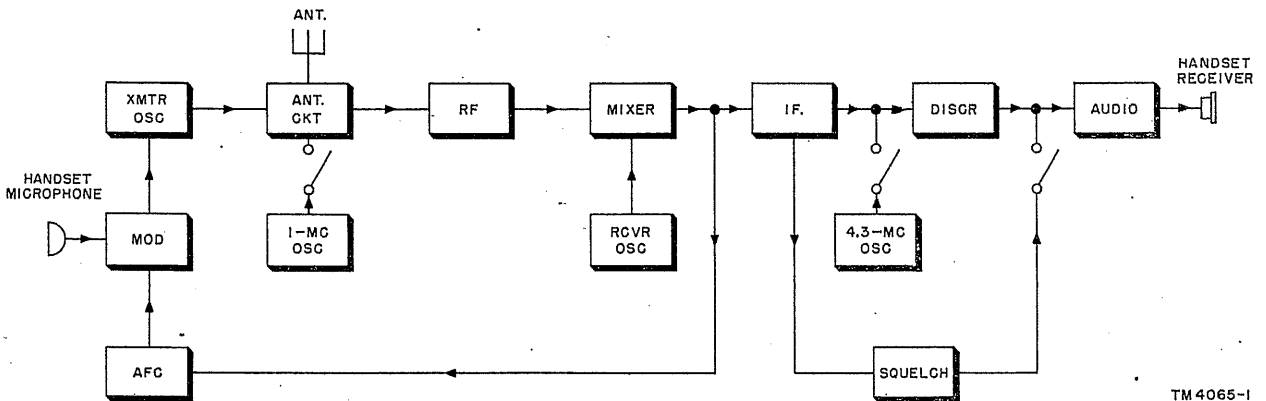 ANT.
HANDSET
RECEIVER
XMTR
OSC
ANT.
CKT
RF
MIXER
IF.
DISCR
AUDIO
HANDSET
MICROPHONE
MOD
1-MC
OSC
RCVR
OSC
4.3-MC
OSC
AFC
SQUELCH
TM 4065-1